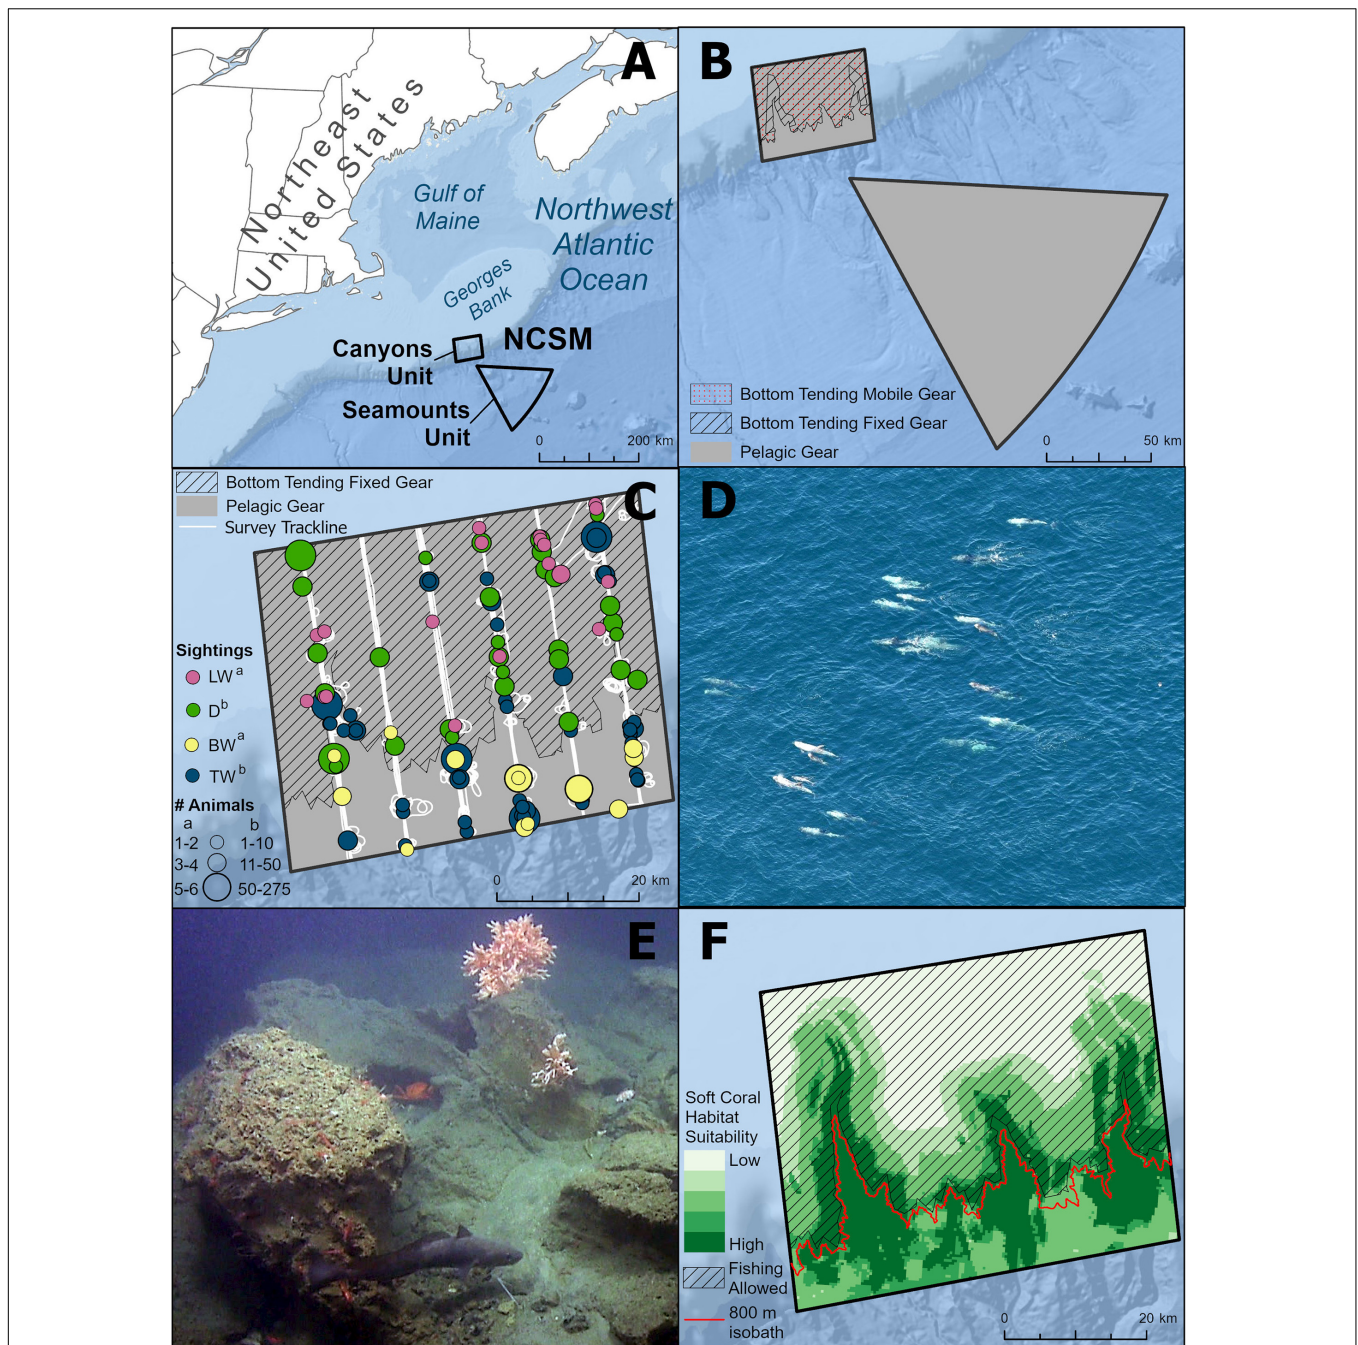 A
Northeast
United States
Gulf of
Maine
Northwest
Atlantic
Ocean
Georges
Bank
NCSM
Canyons
Unit
Seamounts
Unit
0 200 km
B
Bottom Tending Mobile Gear
Bottom Tending Fixed Gear
Pelagic Gear
0 50 km
C
Bottom Tending Fixed Gear
Pelagic Gear
Survey Trackline
Sightings
LW a
D b
BW a
TW b
# Animals
a b
1-2 1-10
3-4 11-50
5-6 50-275
0 20 km
D
E
F
Soft Coral
Habitat
Suitability
Low
High
Fishing
Allowed
800 m
isobath
0 20 km